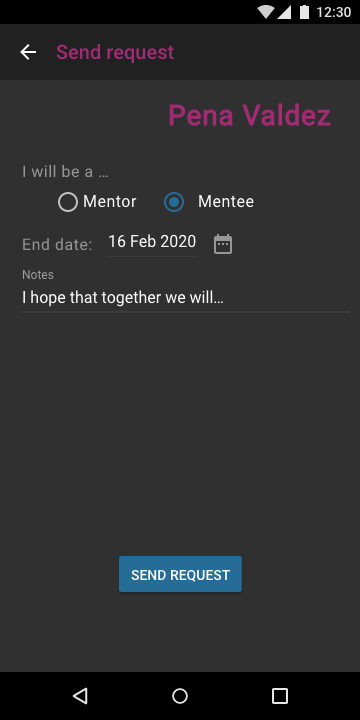 12:30
Send request
Pena Valdez
I will be a ...
Mentor Mentee
End date: 16 Feb 2020
Notes
I hope that together we will...
SEND REQUEST